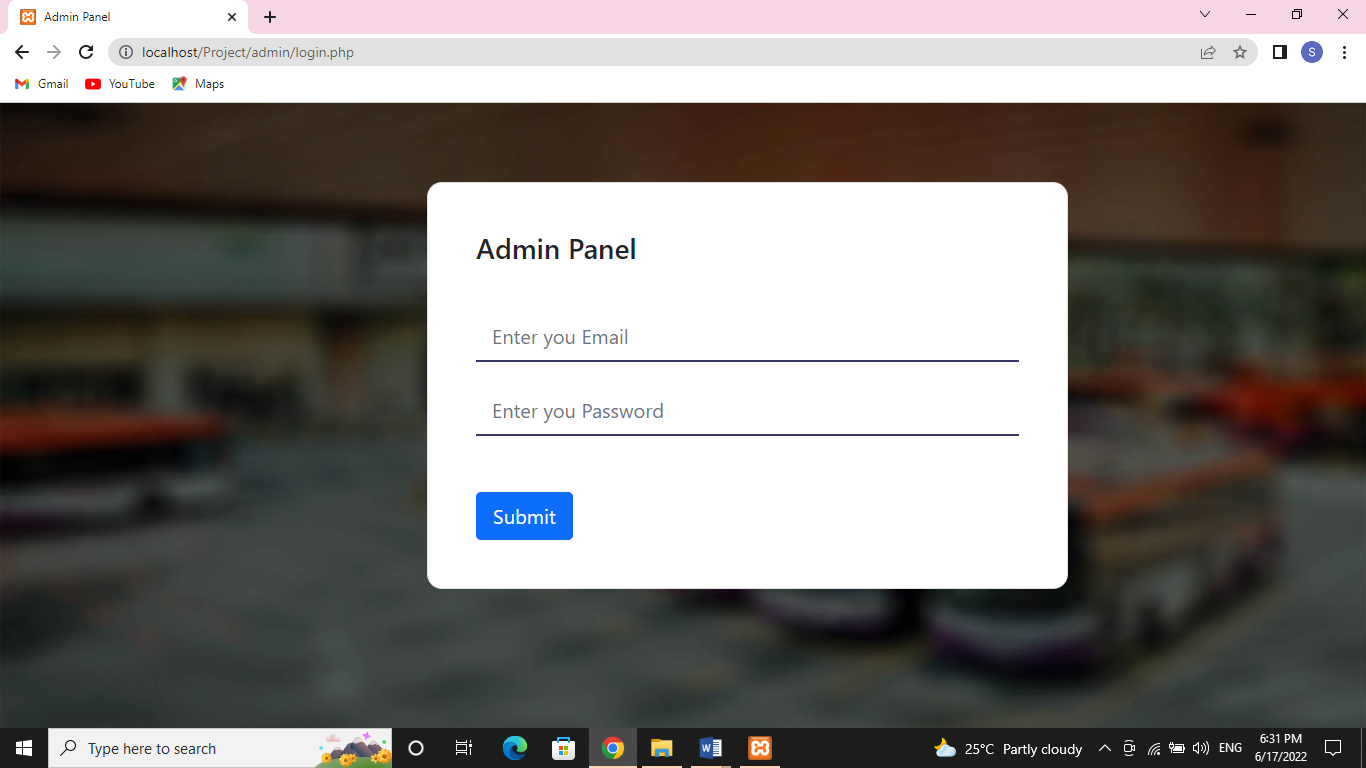 Admin Panel
localhost/Project/admin/login.php
S
Gmail
YouTube
Maps
Admin Panel
Enter you Email
Enter you Password
Submit
Type here to search
25°C Partly cloudy
ENG
6:31 PM
6/17/2022